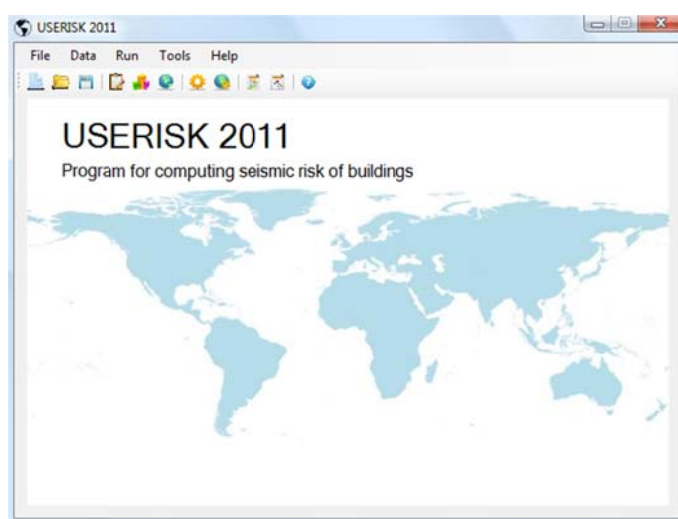 USERISK 2011
File Data Run Tools Help
USERISK 2011
Program for computing seismic risk of buildings